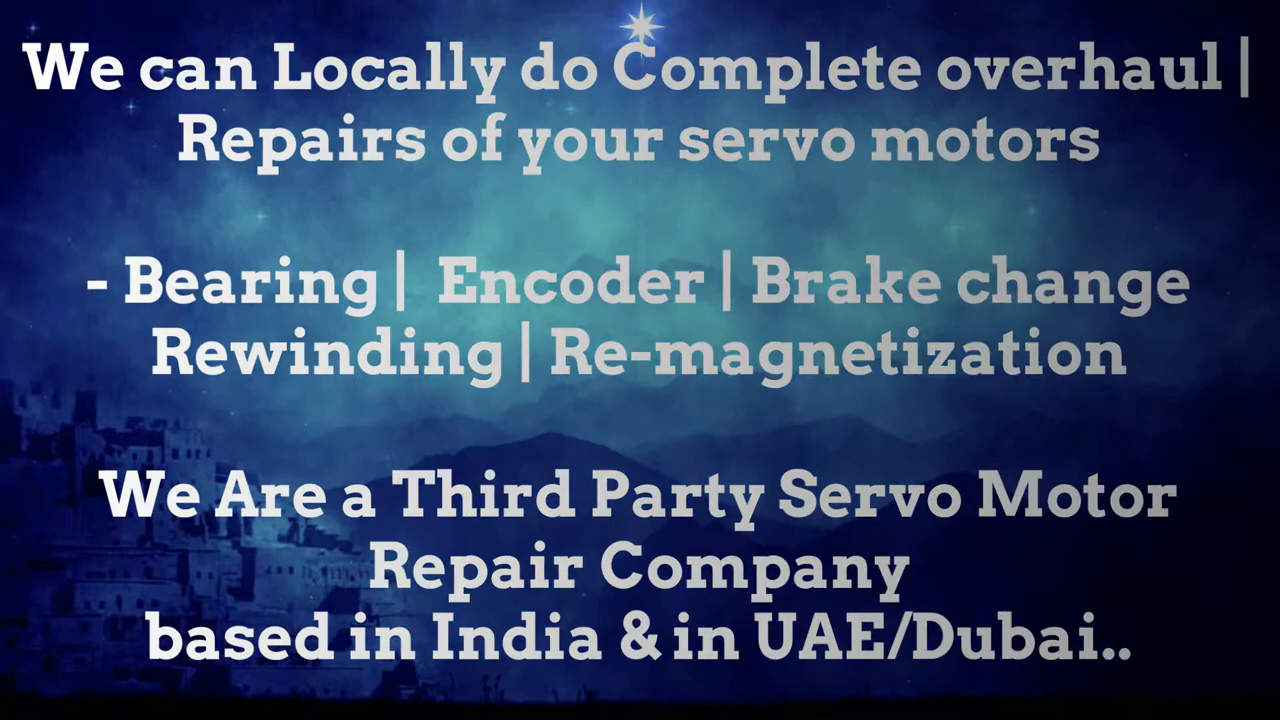 We can Locally do Complete overhaul |
Repairs of your servo motors
- Bearing | Encoder | Brake change
Rewinding | Re-magnetization
We Are a Third Party Servo Motor
Repair Company
based in India & in UAE/Dubai..